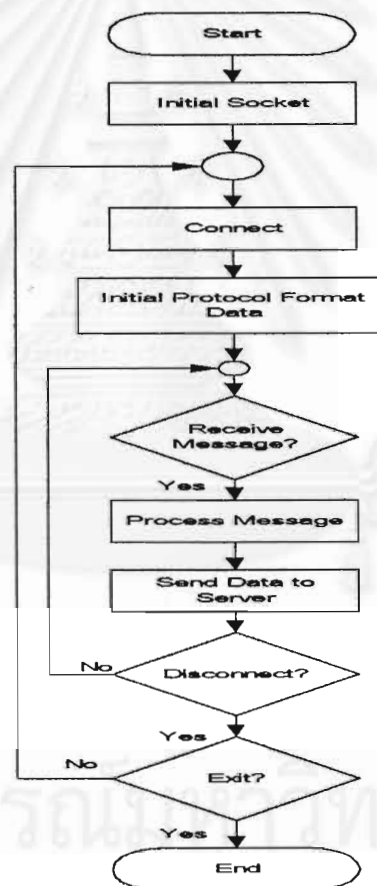 Start
Initial Socket
Connect
Initial Protocol Format
Data
Receive
Message?
Yes
Process Message
Send Data to
Server
No
Disconnect?
Yes
No
Exit?
Yes
End